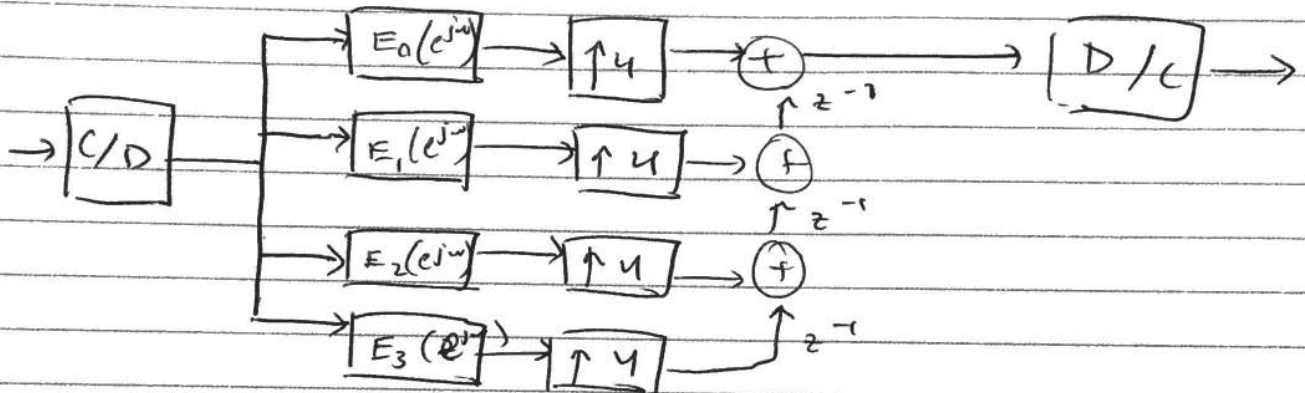 E₀(e^jω) ↑4 + D/C
z⁻¹
C/D E₁(e^jω) ↑4 +
z⁻¹
E₂(e^jω) ↑4 +
z⁻¹
E₃(e^jω) ↑4